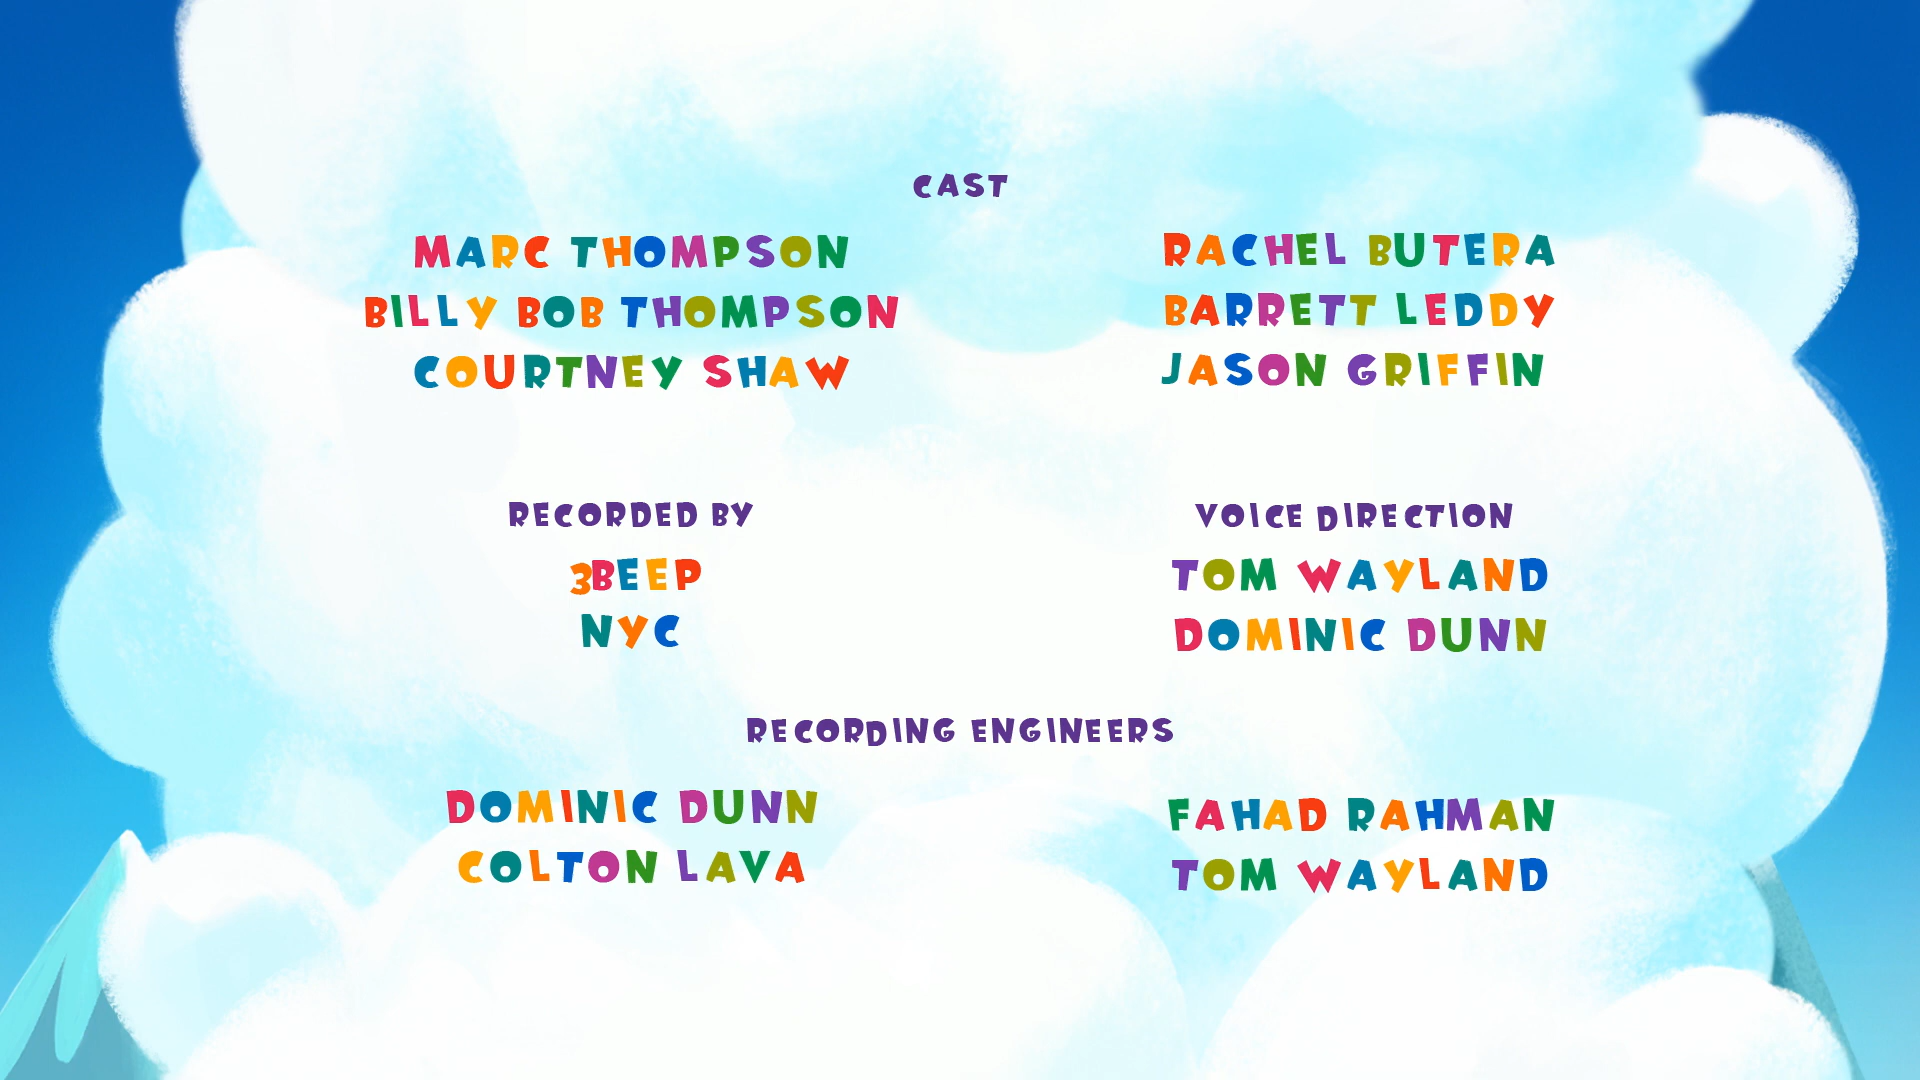 CAST
MARC THOMPSON
BILLY BOB THOMPSON
COURTNEY SHAW
RACHEL BUTERA
BARRETT LEDDY
JASON GRIFFIN
RECORDED BY
3BEEP
NYC
VOICE DIRECTION
TOM WAYLAND
DOMINIC DUNN
RECORDING ENGINEERS
DOMINIC DUNN
COLTON LAVA
FAHAD RAHMAN
TOM WAYLAND